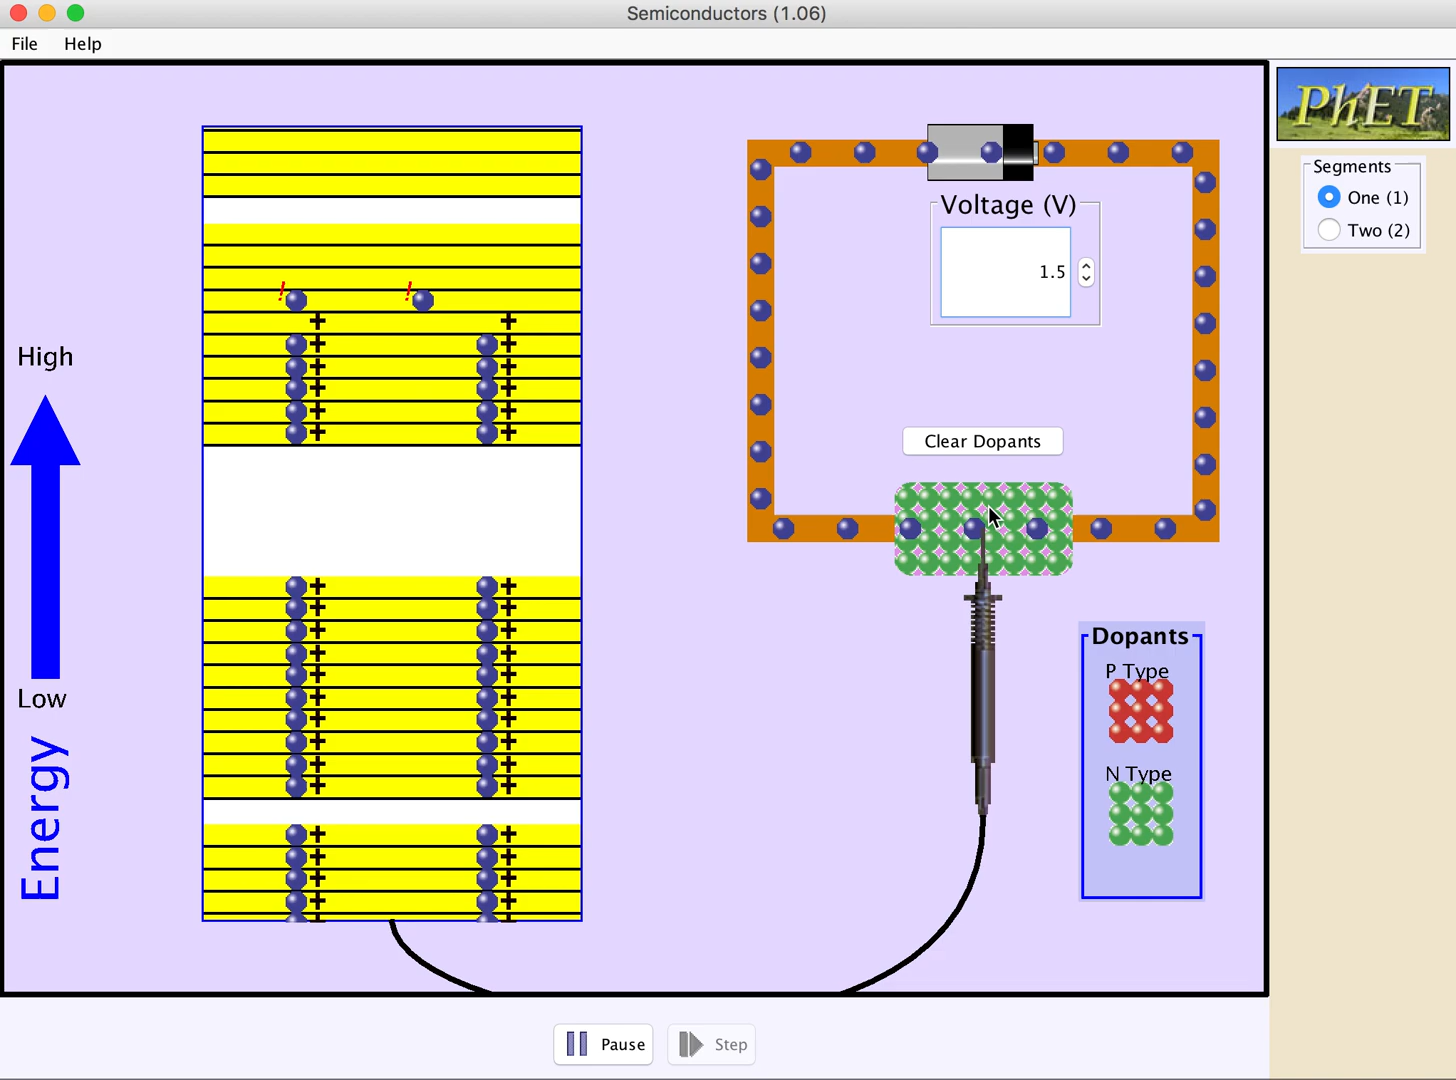 Semiconductors (1.06)
File Help
PhET
Segments
One (1)
Two (2)
Voltage (V)
1.5
High
Clear Dopants
Low
Energy
Dopants
P Type
N Type
Pause
Step